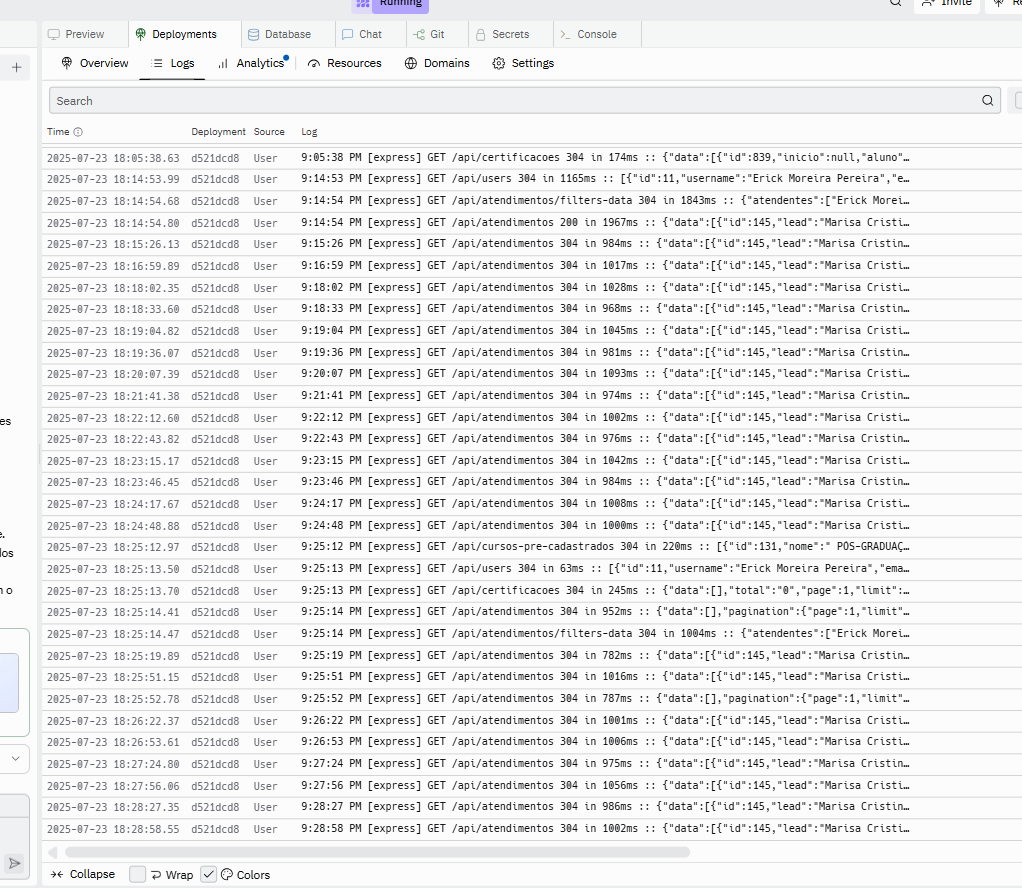 Running
Invite
Re
Preview Deployments Database Chat Git Secrets Console
Overview Logs Analytics Resources Domains Settings
Search
Time Deployment Source Log
2025-07-23 18:05:38.63 d521dcd8 User 9:05:38 PM [express] GET /api/certificacoes 304 in 174ms :: {"data":[{"id":839,"inicio":null,"aluno"…
2025-07-23 18:14:53.99 d521dcd8 User 9:14:53 PM [express] GET /api/users 304 in 1165ms :: [{"id":11,"username":"Erick Moreira Pereira","e…
2025-07-23 18:14:54.68 d521dcd8 User 9:14:54 PM [express] GET /api/atendimentos/filters-data 304 in 1843ms :: {"atendentes":["Erick Morei…
2025-07-23 18:14:54.80 d521dcd8 User 9:14:54 PM [express] GET /api/atendimentos 200 in 1967ms :: {"data":[{"id":145,"lead":"Marisa Cristi…
2025-07-23 18:15:26.13 d521dcd8 User 9:15:26 PM [express] GET /api/atendimentos 304 in 984ms :: {"data":[{"id":145,"lead":"Marisa Cristin…
2025-07-23 18:16:59.89 d521dcd8 User 9:16:59 PM [express] GET /api/atendimentos 304 in 1017ms :: {"data":[{"id":145,"lead":"Marisa Cristi…
2025-07-23 18:18:02.35 d521dcd8 User 9:18:02 PM [express] GET /api/atendimentos 304 in 1028ms :: {"data":[{"id":145,"lead":"Marisa Cristi…
2025-07-23 18:18:33.60 d521dcd8 User 9:18:33 PM [express] GET /api/atendimentos 304 in 968ms :: {"data":[{"id":145,"lead":"Marisa Cristin…
2025-07-23 18:19:04.82 d521dcd8 User 9:19:04 PM [express] GET /api/atendimentos 304 in 1045ms :: {"data":[{"id":145,"lead":"Marisa Cristi…
2025-07-23 18:19:36.07 d521dcd8 User 9:19:36 PM [express] GET /api/atendimentos 304 in 981ms :: {"data":[{"id":145,"lead":"Marisa Cristin…
2025-07-23 18:20:07.39 d521dcd8 User 9:20:07 PM [express] GET /api/atendimentos 304 in 1093ms :: {"data":[{"id":145,"lead":"Marisa Cristi…
2025-07-23 18:21:41.38 d521dcd8 User 9:21:41 PM [express] GET /api/atendimentos 304 in 974ms :: {"data":[{"id":145,"lead":"Marisa Cristin…
2025-07-23 18:22:12.60 d521dcd8 User 9:22:12 PM [express] GET /api/atendimentos 304 in 1002ms :: {"data":[{"id":145,"lead":"Marisa Cristi…
2025-07-23 18:22:43.82 d521dcd8 User 9:22:43 PM [express] GET /api/atendimentos 304 in 976ms :: {"data":[{"id":145,"lead":"Marisa Cristin…
2025-07-23 18:23:15.17 d521dcd8 User 9:23:15 PM [express] GET /api/atendimentos 304 in 1042ms :: {"data":[{"id":145,"lead":"Marisa Cristi…
2025-07-23 18:23:46.45 d521dcd8 User 9:23:46 PM [express] GET /api/atendimentos 304 in 984ms :: {"data":[{"id":145,"lead":"Marisa Cristin…
2025-07-23 18:24:17.67 d521dcd8 User 9:24:17 PM [express] GET /api/atendimentos 304 in 1008ms :: {"data":[{"id":145,"lead":"Marisa Cristi…
2025-07-23 18:24:48.88 d521dcd8 User 9:24:48 PM [express] GET /api/atendimentos 304 in 1000ms :: {"data":[{"id":145,"lead":"Marisa Cristi…
2025-07-23 18:25:12.97 d521dcd8 User 9:25:12 PM [express] GET /api/cursos-pre-cadastrados 304 in 220ms :: [{"id":131,"nome":" PÓS-GRADUAÇ…
2025-07-23 18:25:13.50 d521dcd8 User 9:25:13 PM [express] GET /api/users 304 in 63ms :: [{"id":11,"username":"Erick Moreira Pereira","ema…
2025-07-23 18:25:13.70 d521dcd8 User 9:25:13 PM [express] GET /api/certificacoes 304 in 245ms :: {"data":[],"total":"0","page":1,"limit":…
2025-07-23 18:25:14.41 d521dcd8 User 9:25:14 PM [express] GET /api/atendimentos 304 in 952ms :: {"data":[],"pagination":{"page":1,"limit"…
2025-07-23 18:25:14.47 d521dcd8 User 9:25:14 PM [express] GET /api/atendimentos/filters-data 304 in 1004ms :: {"atendentes":["Erick Morei…
2025-07-23 18:25:19.89 d521dcd8 User 9:25:19 PM [express] GET /api/atendimentos 304 in 782ms :: {"data":[{"id":145,"lead":"Marisa Cristin…
2025-07-23 18:25:51.15 d521dcd8 User 9:25:51 PM [express] GET /api/atendimentos 304 in 1016ms :: {"data":[{"id":145,"lead":"Marisa Cristi…
2025-07-23 18:25:52.78 d521dcd8 User 9:25:52 PM [express] GET /api/atendimentos 304 in 787ms :: {"data":[],"pagination":{"page":1,"limit"…
2025-07-23 18:26:22.37 d521dcd8 User 9:26:22 PM [express] GET /api/atendimentos 304 in 1001ms :: {"data":[{"id":145,"lead":"Marisa Cristi…
2025-07-23 18:26:53.61 d521dcd8 User 9:26:53 PM [express] GET /api/atendimentos 304 in 1006ms :: {"data":[{"id":145,"lead":"Marisa Cristi…
2025-07-23 18:27:24.80 d521dcd8 User 9:27:24 PM [express] GET /api/atendimentos 304 in 975ms :: {"data":[{"id":145,"lead":"Marisa Cristin…
2025-07-23 18:27:56.06 d521dcd8 User 9:27:56 PM [express] GET /api/atendimentos 304 in 1056ms :: {"data":[{"id":145,"lead":"Marisa Cristi…
2025-07-23 18:28:27.35 d521dcd8 User 9:28:27 PM [express] GET /api/atendimentos 304 in 986ms :: {"data":[{"id":145,"lead":"Marisa Cristin…
2025-07-23 18:28:58.55 d521dcd8 User 9:28:58 PM [express] GET /api/atendimentos 304 in 1002ms :: {"data":[{"id":145,"lead":"Marisa Cristi…
Collapse Wrap Colors